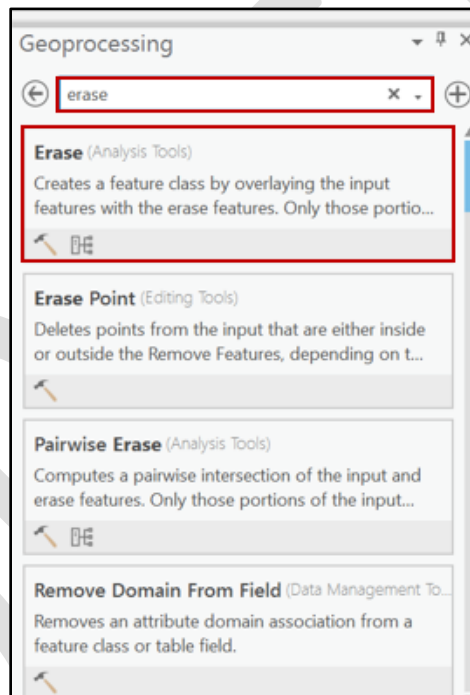 Geoprocessing
erase
Erase (Analysis Tools)
Creates a feature class by overlaying the input
features with the erase features. Only those portio...
Erase Point (Editing Tools)
Deletes points from the input that are either inside
or outside the Remove Features, depending on t...
Pairwise Erase (Analysis Tools)
Computes a pairwise intersection of the input and
erase features. Only those portions of the input...
Remove Domain From Field (Data Management To...
Removes an attribute domain association from a
feature class or table field.